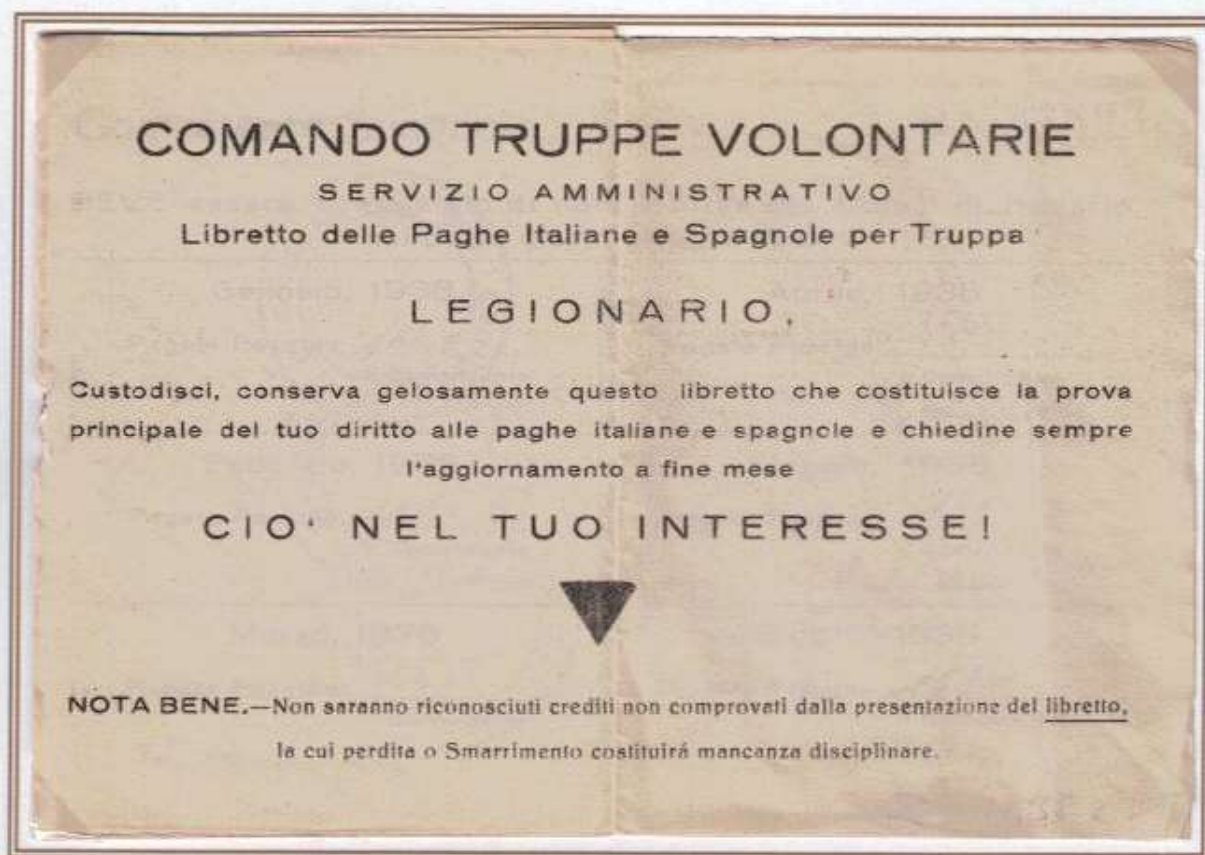 COMANDO TRUPPE VOLONTARIE
SERVIZIO AMMINISTRATIVO
Libretto delle Paghe Italiane e Spagnole per Truppa
LEGIONARIO,
Custodisci, conserva gelosamente questo libretto che costituisce la prova
principale del tuo diritto alle paghe italiane e spagnole e chiedine sempre
l'aggiornamento a fine mese
CIO' NEL TUO INTERESSE!
NOTA BENE.—Non saranno riconosciuti crediti non comprovati dalla presentazione del libretto,
la cui perdita o Smarrimento costituirá mancanza disciplinare.